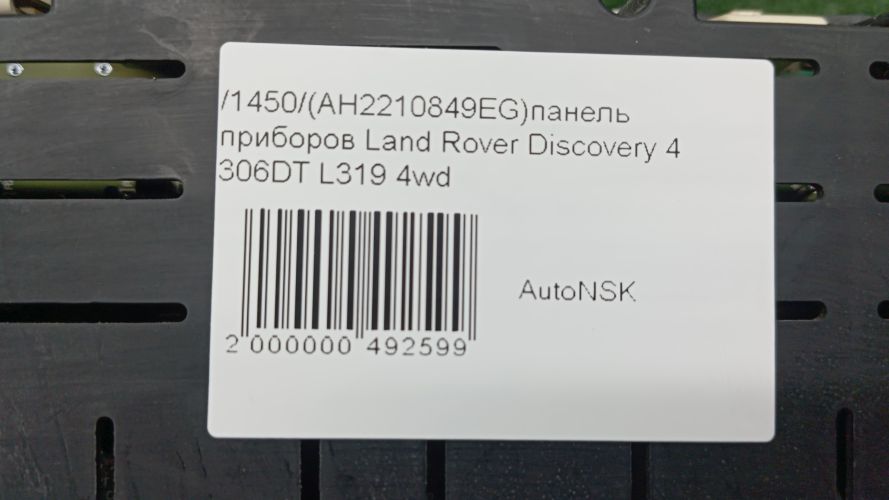 /1450/(AH2210849EG)панель
приборов Land Rover Discovery 4
306DT L319 4wd
AutoNSK
2 000000 492599